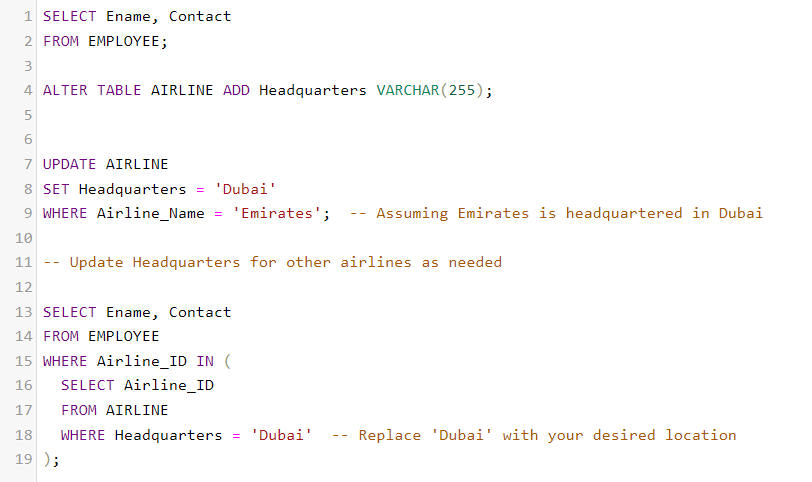 1 SELECT Ename, Contact
2 FROM EMPLOYEE;
3
4 ALTER TABLE AIRLINE ADD Headquarters VARCHAR(255);
5
6
7 UPDATE AIRLINE
8 SET Headquarters = 'Dubai'
9 WHERE Airline_Name = 'Emirates';  -- Assuming Emirates is headquartered in Dubai
10
11 -- Update Headquarters for other airlines as needed
12
13 SELECT Ename, Contact
14 FROM EMPLOYEE
15 WHERE Airline_ID IN (
16   SELECT Airline_ID
17   FROM AIRLINE
18   WHERE Headquarters = 'Dubai'  -- Replace 'Dubai' with your desired location
19 );